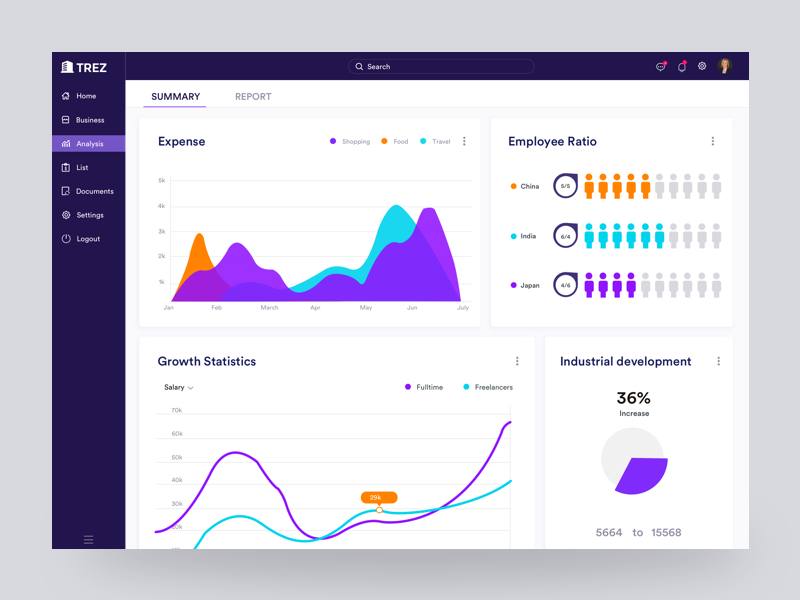 TREZ
Search
Home
Business
Analysis
List
Documents
Settings
Logout
SUMMARY REPORT
Expense
Shopping Food Travel
5k
4k
3k
2k
1k
Jan Feb March Apr May Jun July
Employee Ratio
China 5/5
India 6/4
Japan 4/6
Growth Statistics
Salary
Fulltime Freelancers
70k
60k
50k
40k
30k
29k
Industrial development
36%
Increase
5664 to 15568